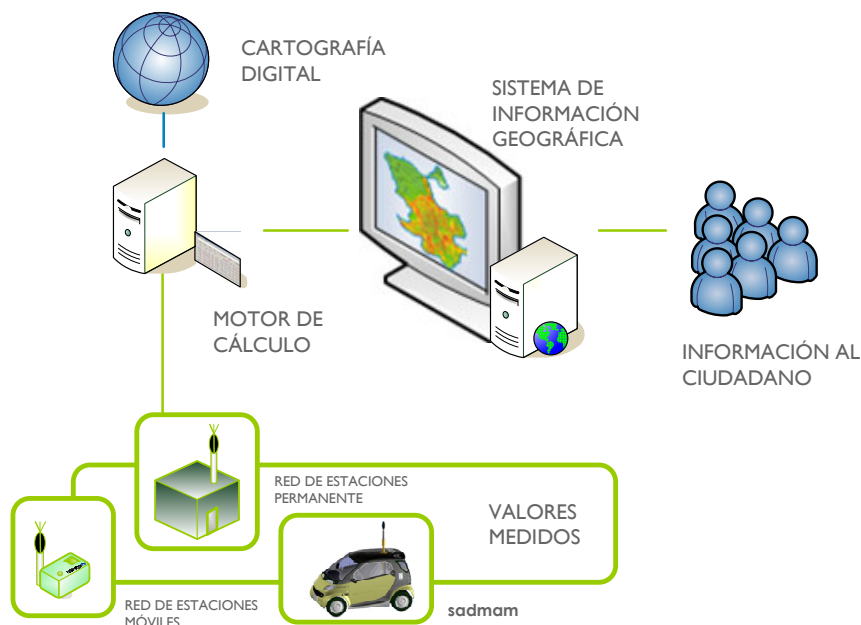 CARTOGRAFÍA
DIGITAL
SISTEMA DE
INFORMACIÓN
GEOGRÁFICA
MOTOR DE
CÁLCULO
INFORMACIÓN AL
CIUDADANO
RED DE ESTACIONES
PERMANENTE
VALORES
MEDIDOS
RED DE ESTACIONES
MÓVILES
sadmam